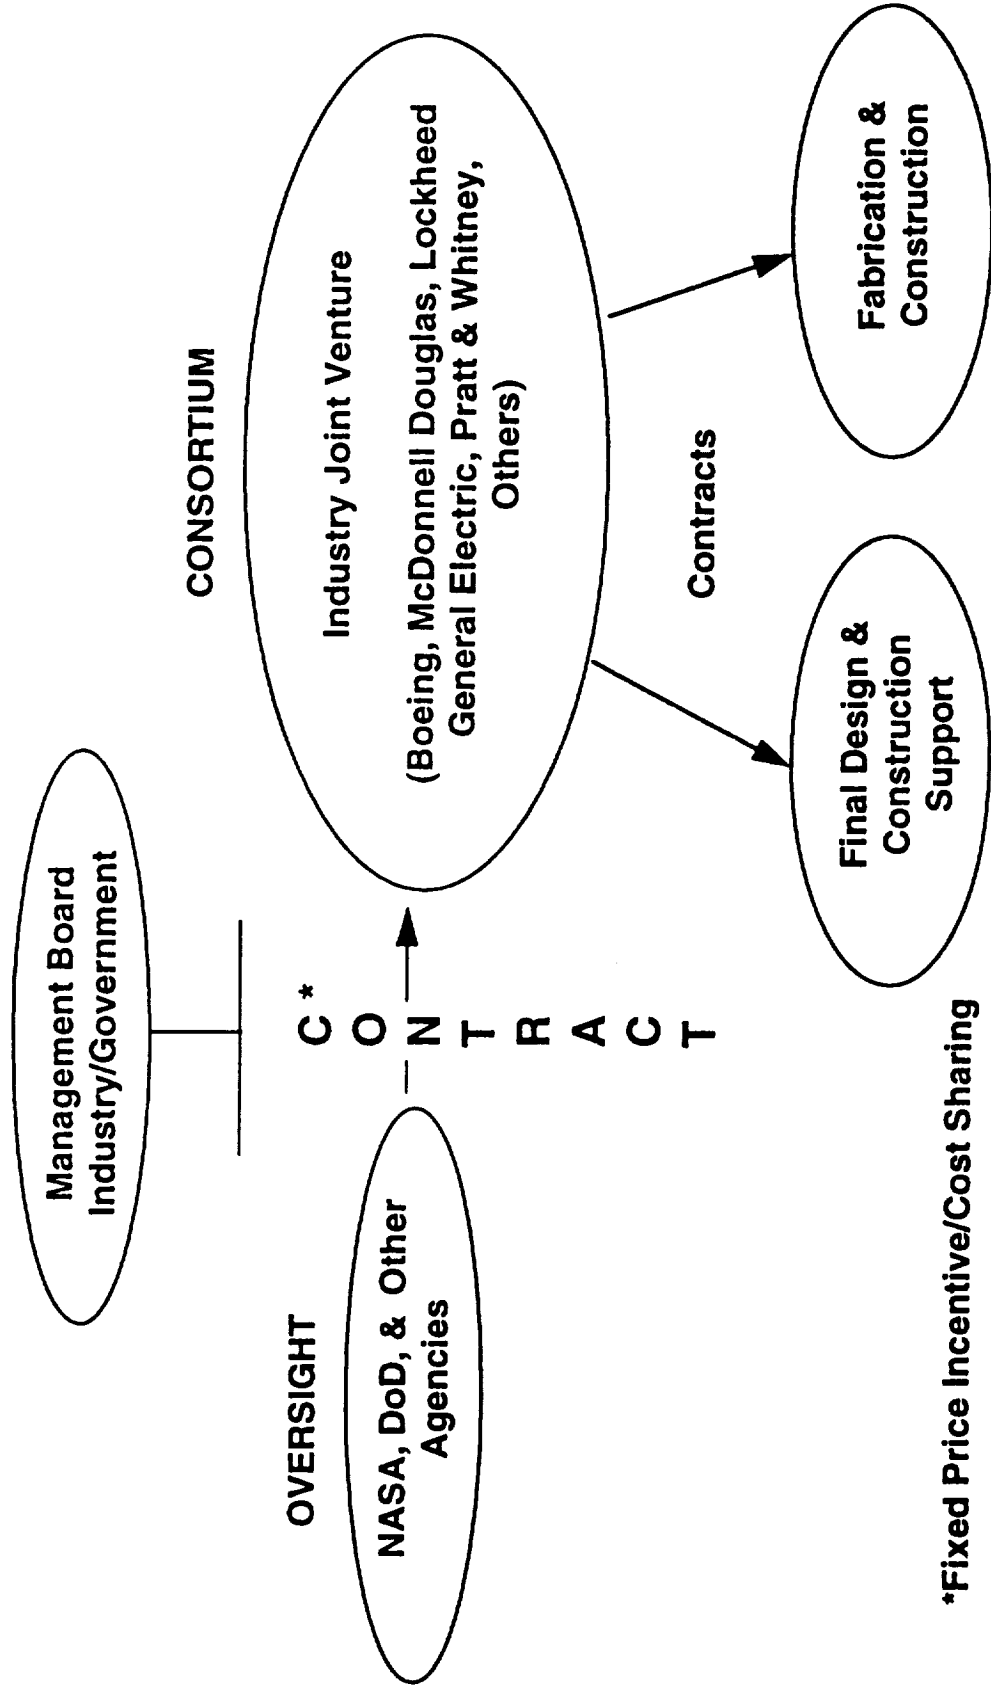 Management Board
Industry/Government
OVERSIGHT
NASA, DoD, & Other
Agencies
C*
O
N
T
R
A
C
T
CONSORTIUM
Industry Joint Venture
(Boeing, McDonnell Douglas, Lockheed
General Electric, Pratt & Whitney,
Others)
Contracts
Final Design &
Construction
Support
Fabrication &
Construction
*Fixed Price Incentive/Cost Sharing